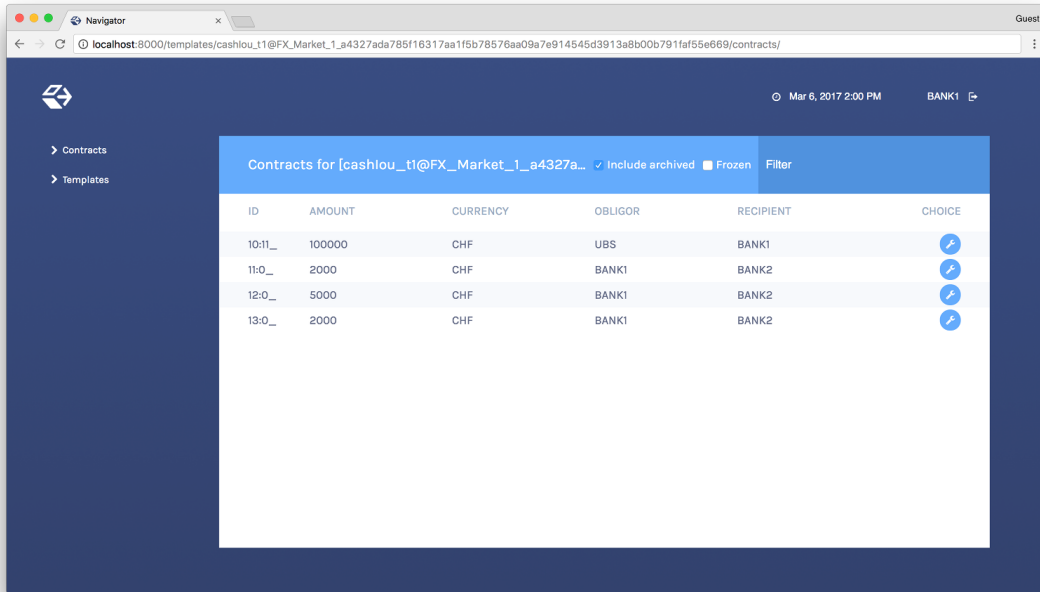 Navigator
Guest
localhost:8000/templates/cashIou_t1@FX_Market_1_a4327ada785f16317aa1f5b78576aa09a7e914545d3913a8b00b791faf55e669/contracts/
Mar 6, 2017 2:00 PM BANK1
Contracts
Templates
Contracts for [cashIou_t1@FX_Market_1_a4327a... Include archived Frozen Filter
ID AMOUNT CURRENCY OBLIGOR RECIPIENT CHOICE
10:11_ 100000 CHF UBS BANK1
11:0_ 2000 CHF BANK1 BANK2
12:0_ 5000 CHF BANK1 BANK2
13:0_ 2000 CHF BANK1 BANK2